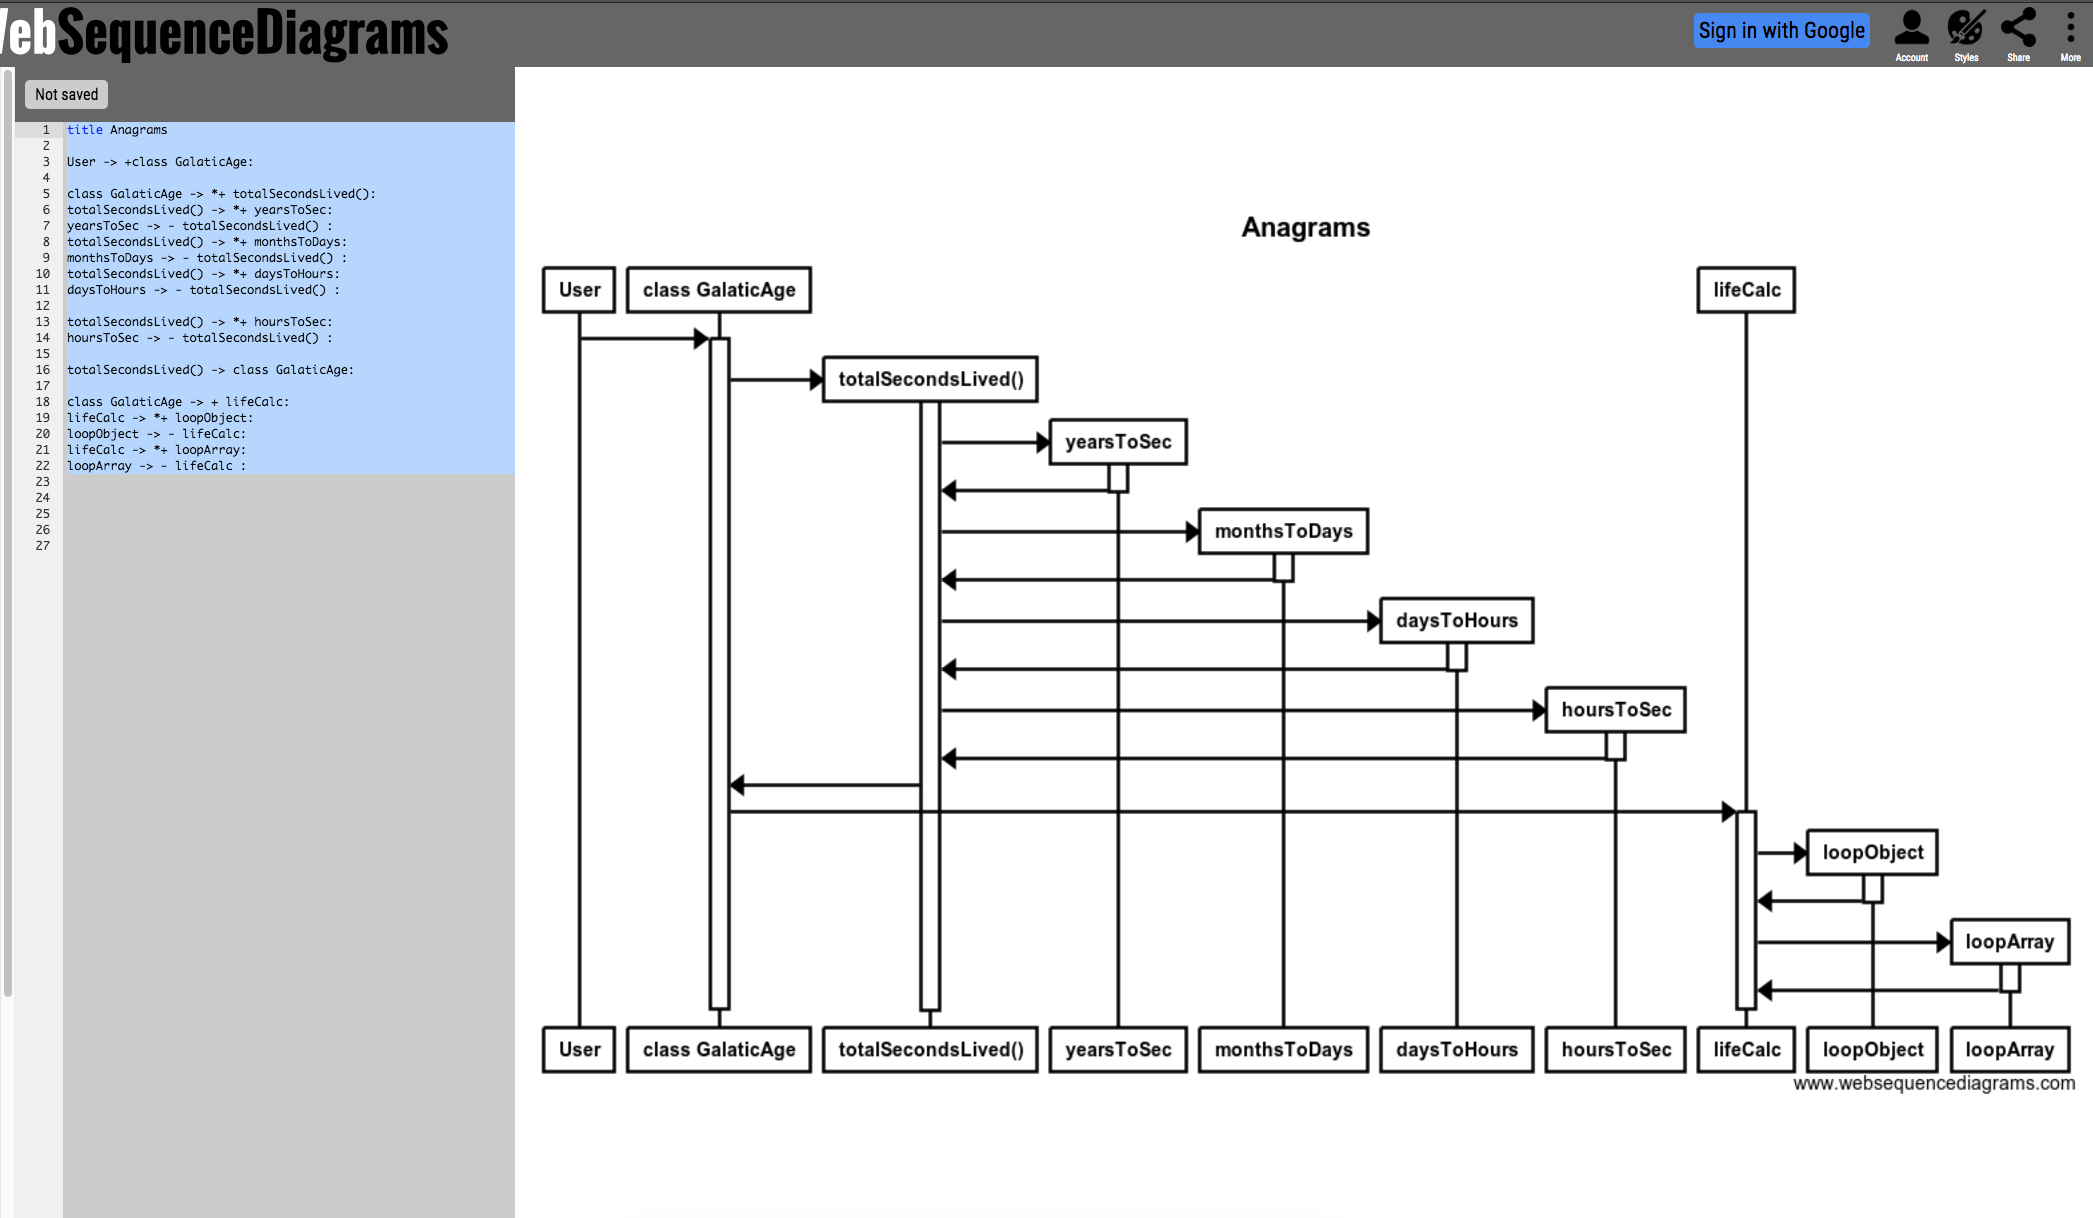 ebSequenceDiagrams
Sign in with Google
Account
Styles
Share
More
Not saved
1 title Anagrams
2
3 User -> +class GalaticAge:
4
5 class GalaticAge -> *+ totalSecondsLived():
6 totalSecondsLived() -> *+ yearsToSec:
7 yearsToSec -> - totalSecondsLived() :
8 totalSecondsLived() -> *+ monthsToDays:
9 monthsToDays -> - totalSecondsLived() :
10 totalSecondsLived() -> *+ daysToHours:
11 daysToHours -> - totalSecondsLived() :
12
13 totalSecondsLived() -> *+ hoursToSec:
14 hoursToSec -> - totalSecondsLived() :
15
16 totalSecondsLived() -> class GalaticAge:
17
18 class GalaticAge -> + lifeCalc:
19 lifeCalc -> *+ loopObject:
20 loopObject -> - lifeCalc:
21 lifeCalc -> *+ loopArray:
22 loopArray -> - lifeCalc :
23
24
25
26
27
Anagrams
User
class GalaticAge
lifeCalc
totalSecondsLived()
yearsToSec
monthsToDays
daysToHours
hoursToSec
loopObject
loopArray
User
class GalaticAge
totalSecondsLived()
yearsToSec
monthsToDays
daysToHours
hoursToSec
lifeCalc
loopObject
loopArray
www.websequencediagrams.com